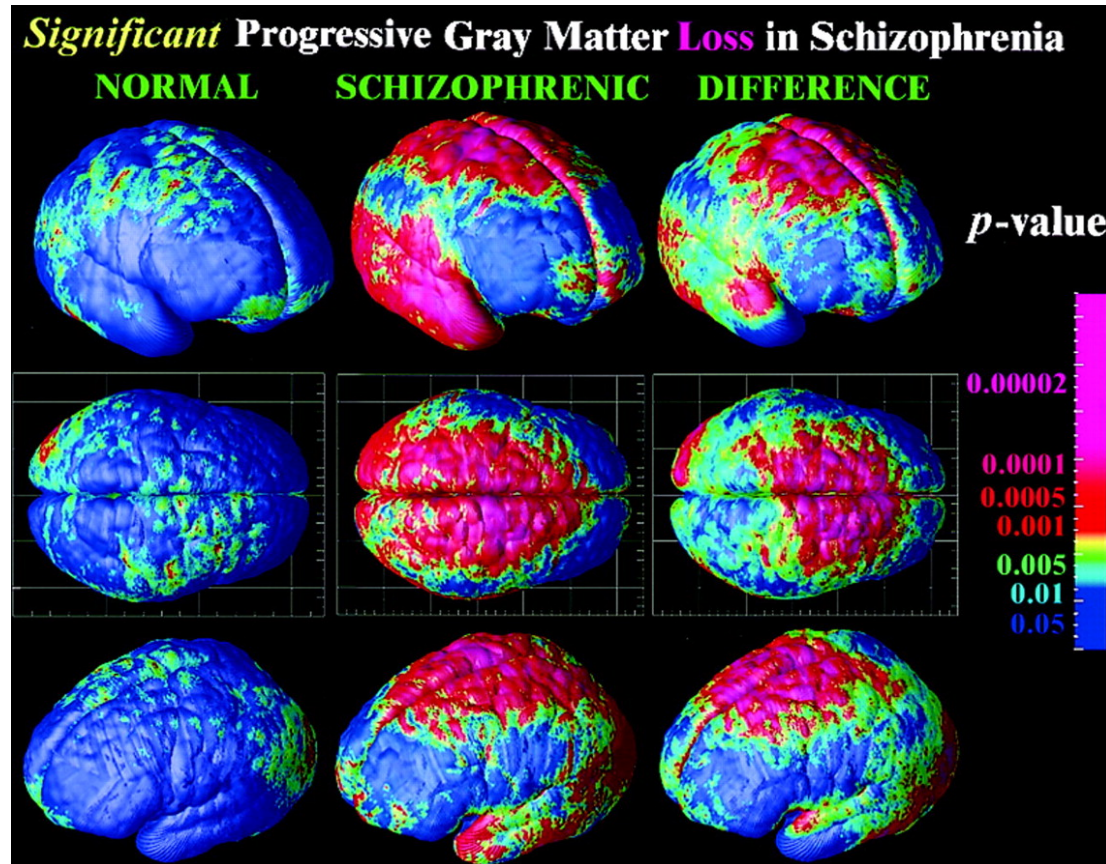 Significant Progressive Gray Matter Loss in Schizophrenia
NORMAL SCHIZOPHRENIC DIFFERENCE
p-value
0.00002
0.0001
0.0005
0.001
0.005
0.01
0.05